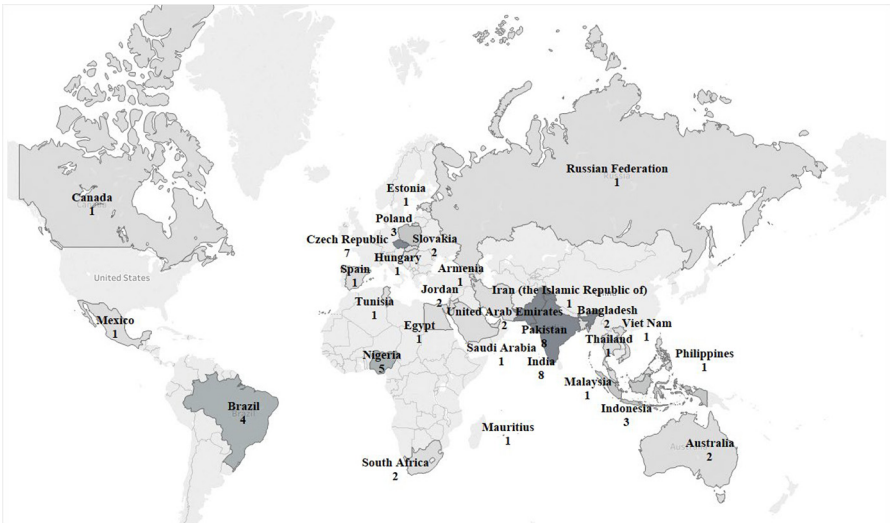 Russian Federation
1
Canada
1
Estonia
1
Poland
3
Czech Republic
7
Slovakia
2
Hungary
1
Spain
1
Armenia
1
United States
Jordan
2
Iran (the Islamic Republic of)
1
Tunisia
1
United Arab Emirates
2
Bangladesh
2
Mexico
1
Egypt
1
Pakistan
8
Viet Nam
1
Thailand
1
Saudi Arabia
1
Nigeria
5
India
8
Philippines
1
Malaysia
1
Brazil
4
Indonesia
3
Mauritius
1
Australia
2
South Africa
2